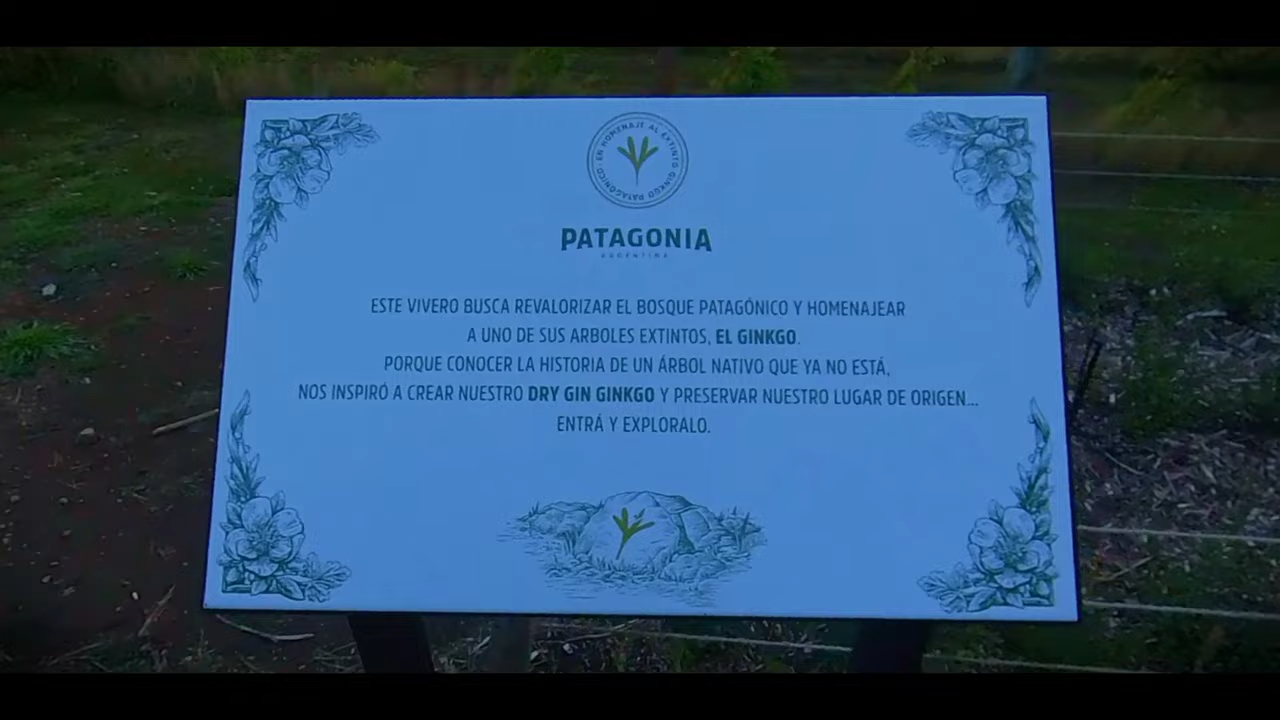 EN HOMENAJE AL EXTINTO GINKGO PATAGÓNICO
PATAGONIA
ARGENTINA
ESTE VIVERO BUSCA REVALORIZAR EL BOSQUE PATAGÓNICO Y HOMENAJEAR
A UNO DE SUS ARBOLES EXTINTOS, EL GINKGO.
PORQUE CONOCER LA HISTORIA DE UN ÁRBOL NATIVO QUE YA NO ESTÁ,
NOS INSPIRÓ A CREAR NUESTRO DRY GIN GINKGO Y PRESERVAR NUESTRO LUGAR DE ORIGEN...
ENTRÁ Y EXPLORALO.